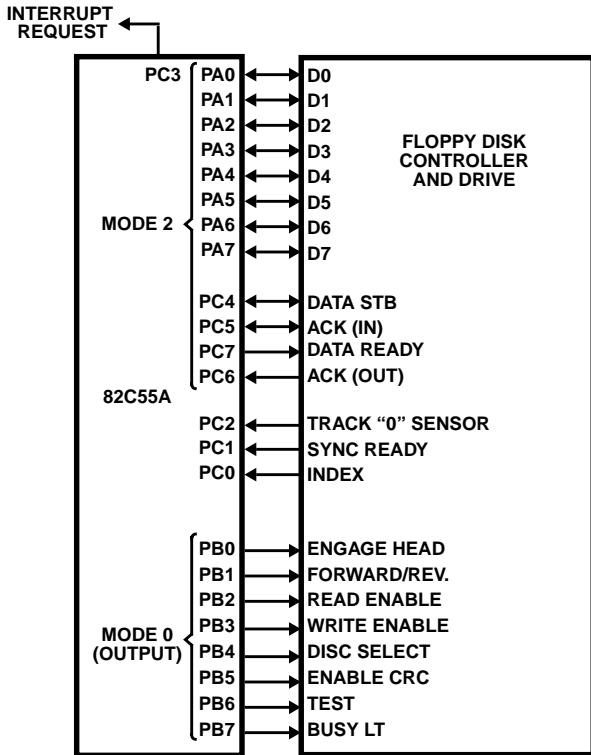 INTERRUPT
REQUEST
PC3 PA0 D0
PA1 D1
PA2 D2
PA3 D3
PA4 D4
PA5 D5
PA6 D6
PA7 D7
MODE 2
FLOPPY DISK
CONTROLLER
AND DRIVE
PC4 DATA STB
PC5 ACK (IN)
PC7 DATA READY
PC6 ACK (OUT)
82C55A
PC2 TRACK “0” SENSOR
PC1 SYNC READY
PC0 INDEX
PB0 ENGAGE HEAD
PB1 FORWARD/REV.
PB2 READ ENABLE
PB3 WRITE ENABLE
PB4 DISC SELECT
PB5 ENABLE CRC
PB6 TEST
PB7 BUSY LT
MODE 0
(OUTPUT)